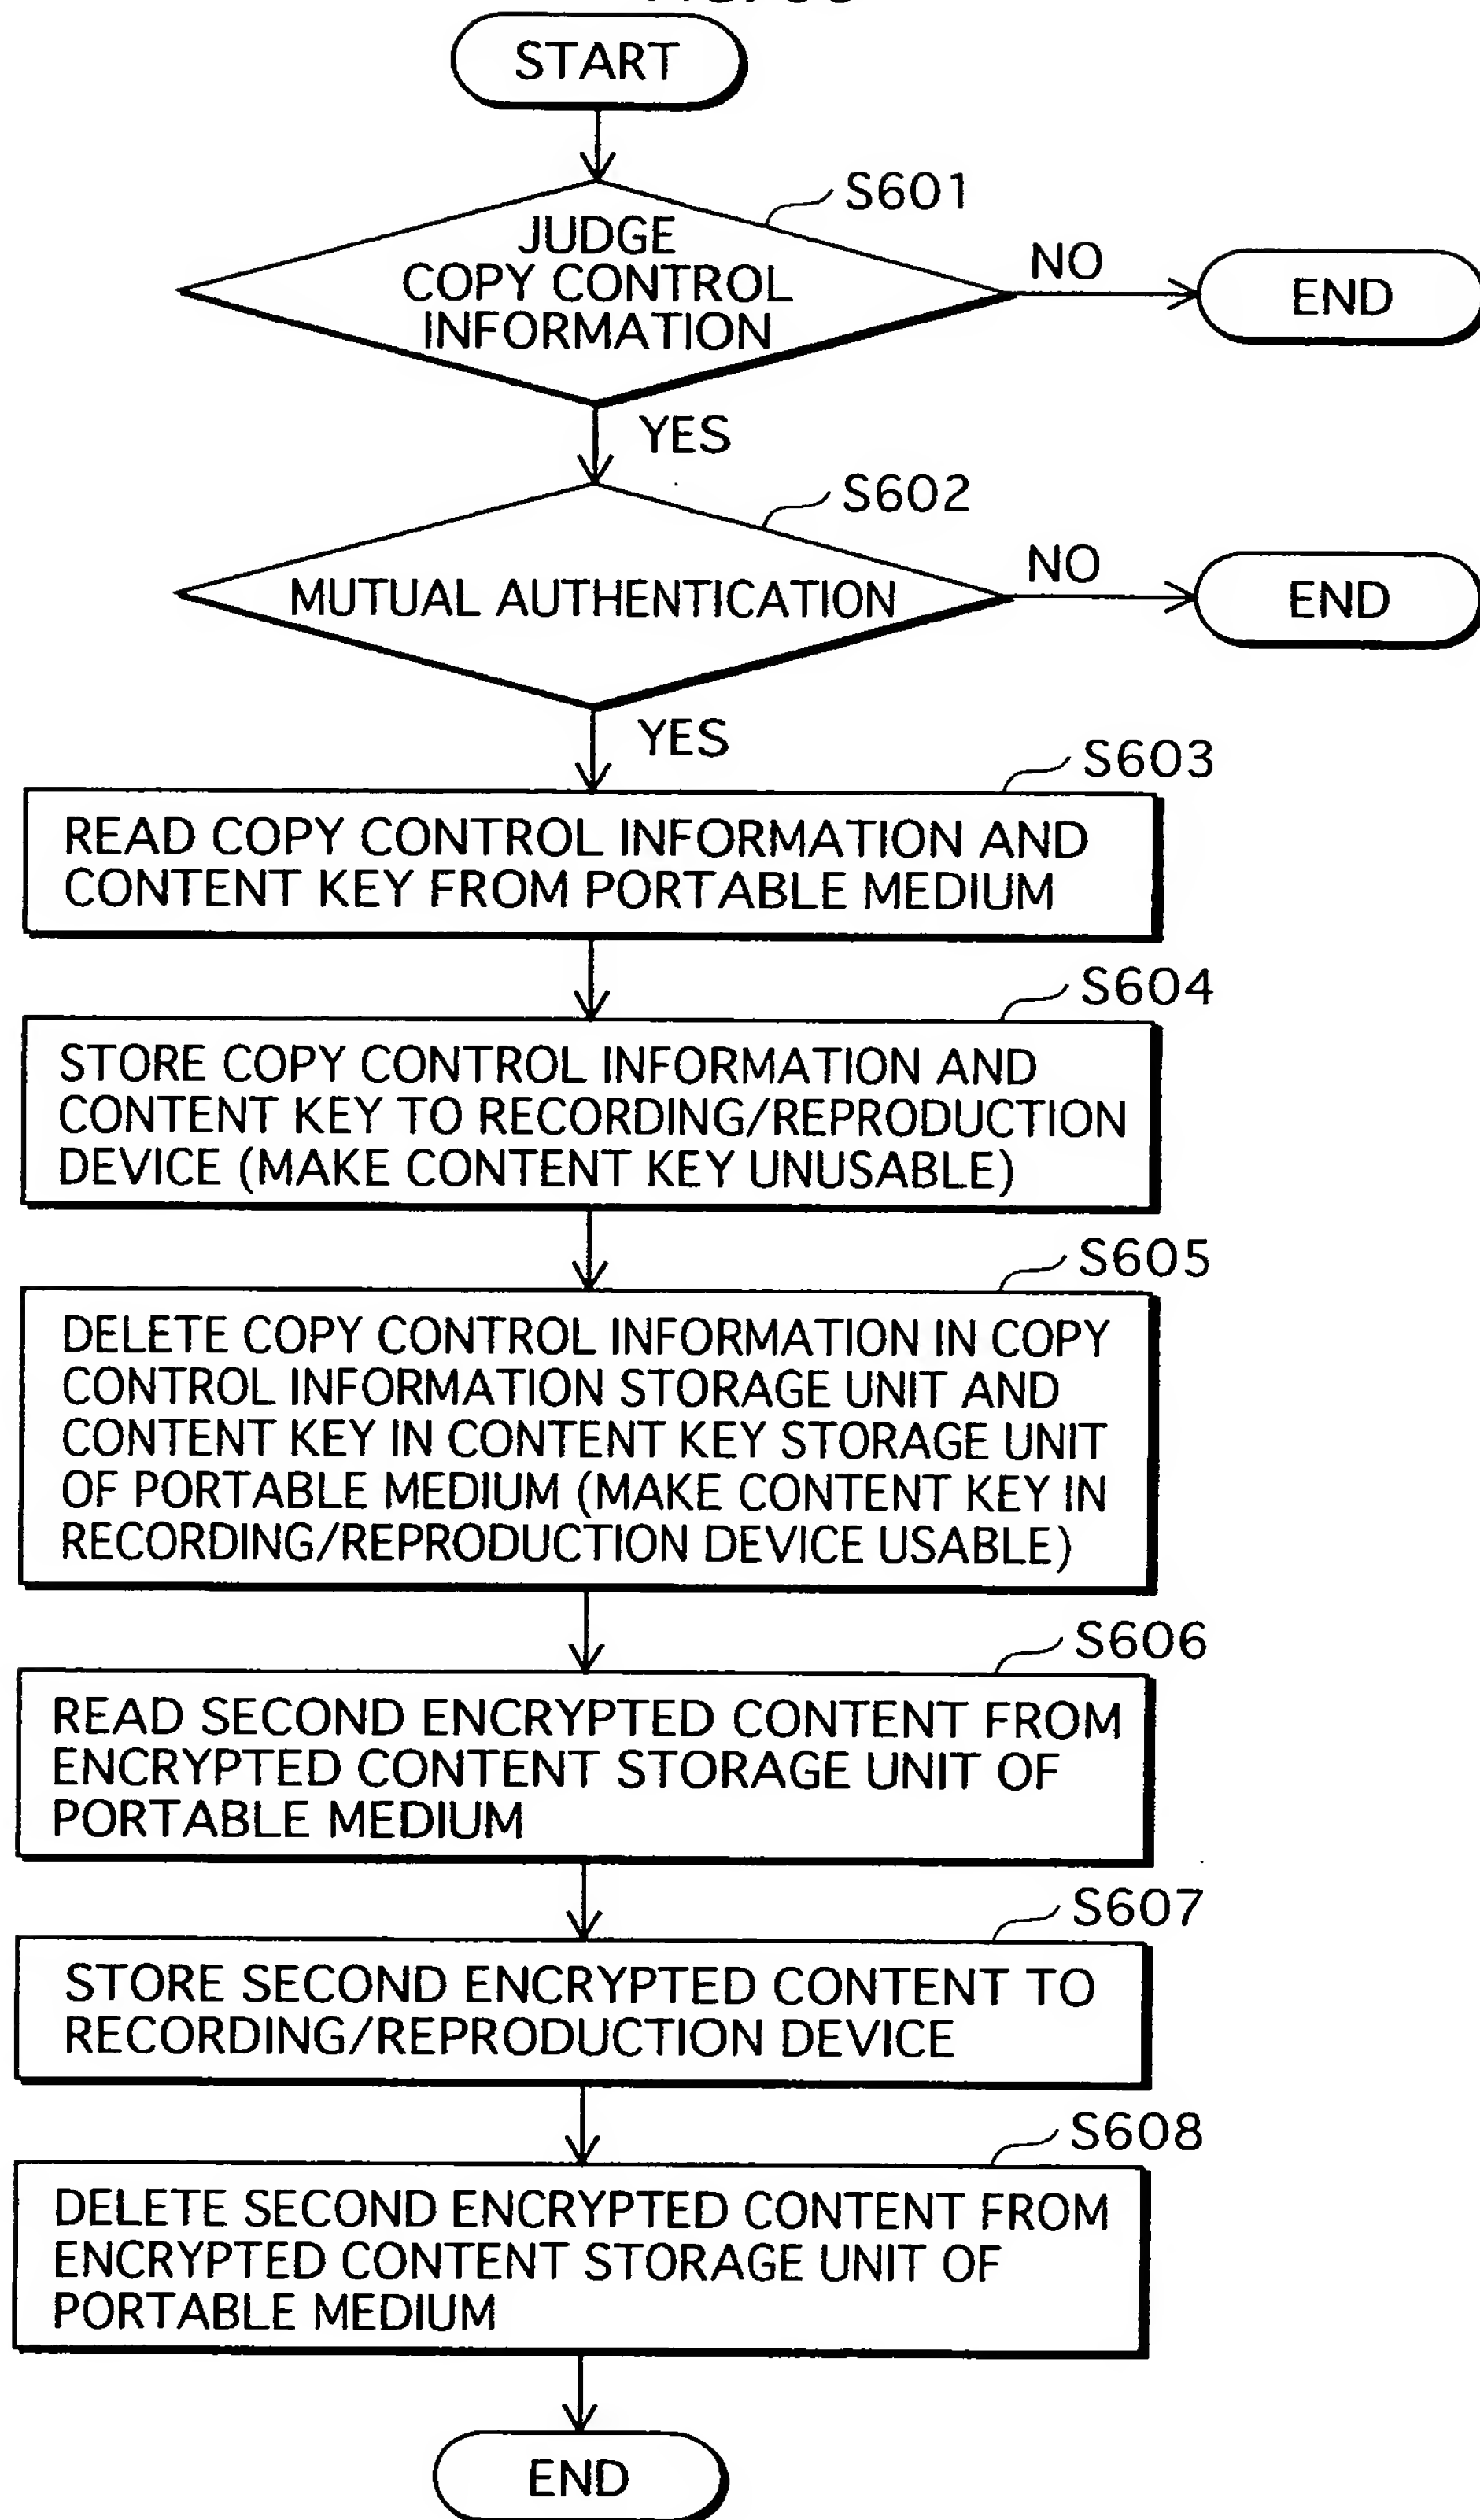 START
S601
JUDGE
COPY CONTROL
INFORMATION
NO
END
YES
S602
MUTUAL AUTHENTICATION
NO
END
YES
S603
READ COPY CONTROL INFORMATION AND
CONTENT KEY FROM PORTABLE MEDIUM
S604
STORE COPY CONTROL INFORMATION AND
CONTENT KEY TO RECORDING/REPRODUCTION
DEVICE (MAKE CONTENT KEY UNUSABLE)
S605
DELETE COPY CONTROL INFORMATION IN COPY
CONTROL INFORMATION STORAGE UNIT AND
CONTENT KEY IN CONTENT KEY STORAGE UNIT
OF PORTABLE MEDIUM (MAKE CONTENT KEY IN
RECORDING/REPRODUCTION DEVICE USABLE)
S606
READ SECOND ENCRYPTED CONTENT FROM
ENCRYPTED CONTENT STORAGE UNIT OF
PORTABLE MEDIUM
S607
STORE SECOND ENCRYPTED CONTENT TO
RECORDING/REPRODUCTION DEVICE
S608
DELETE SECOND ENCRYPTED CONTENT FROM
ENCRYPTED CONTENT STORAGE UNIT OF
PORTABLE MEDIUM
END